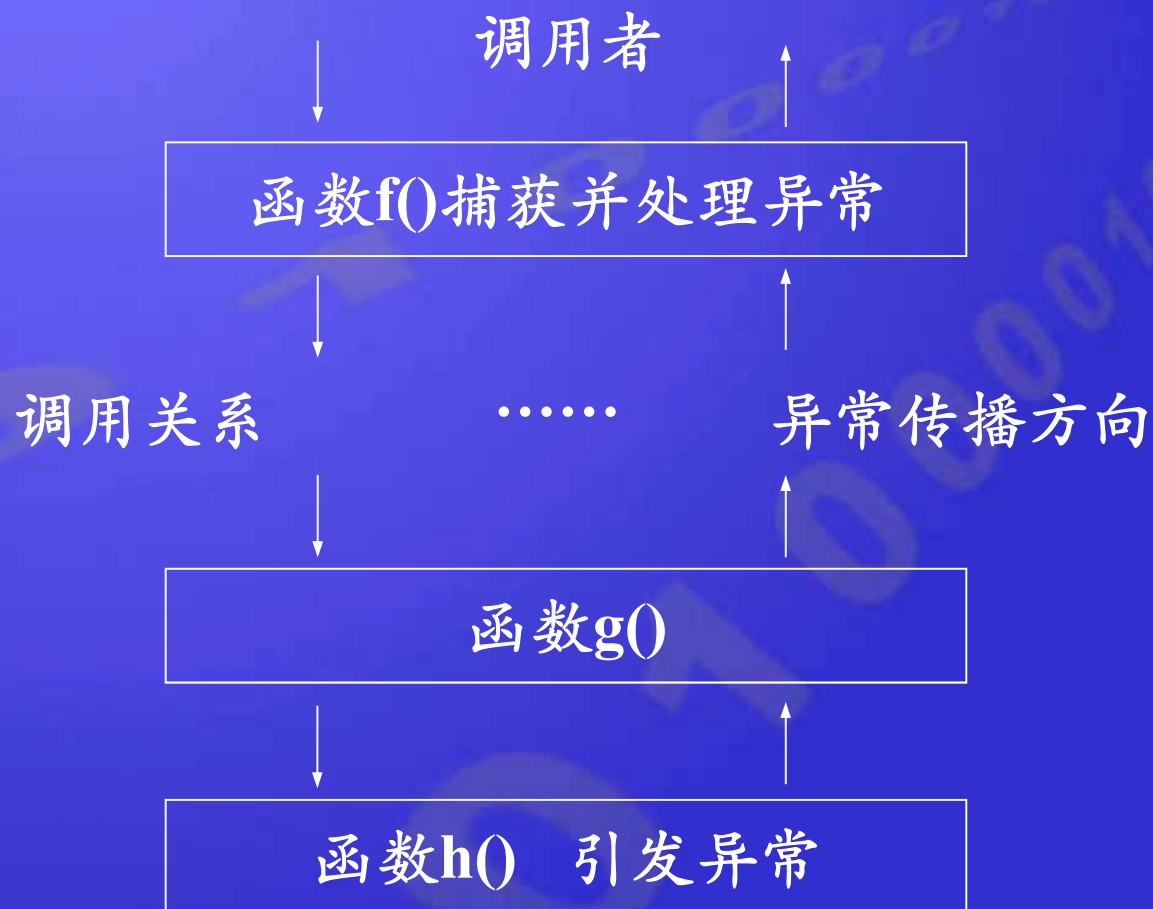 调用者
函数f()捕获并处理异常
调用关系 …… 异常传播方向
函数g()
函数h() 引发异常